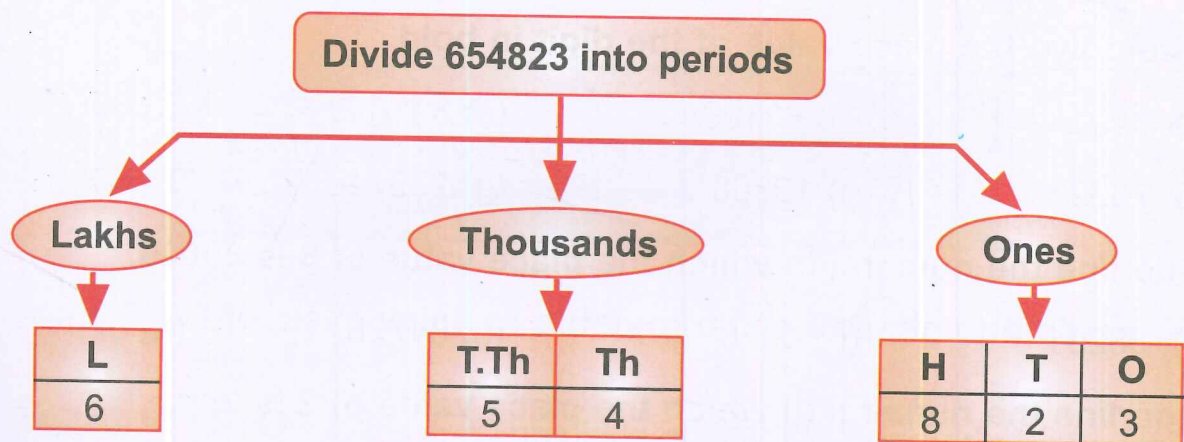 Divide 654823 into periods
Lakhs Thousands Ones
L T.Th Th H T O
6 5 4 8 2 3